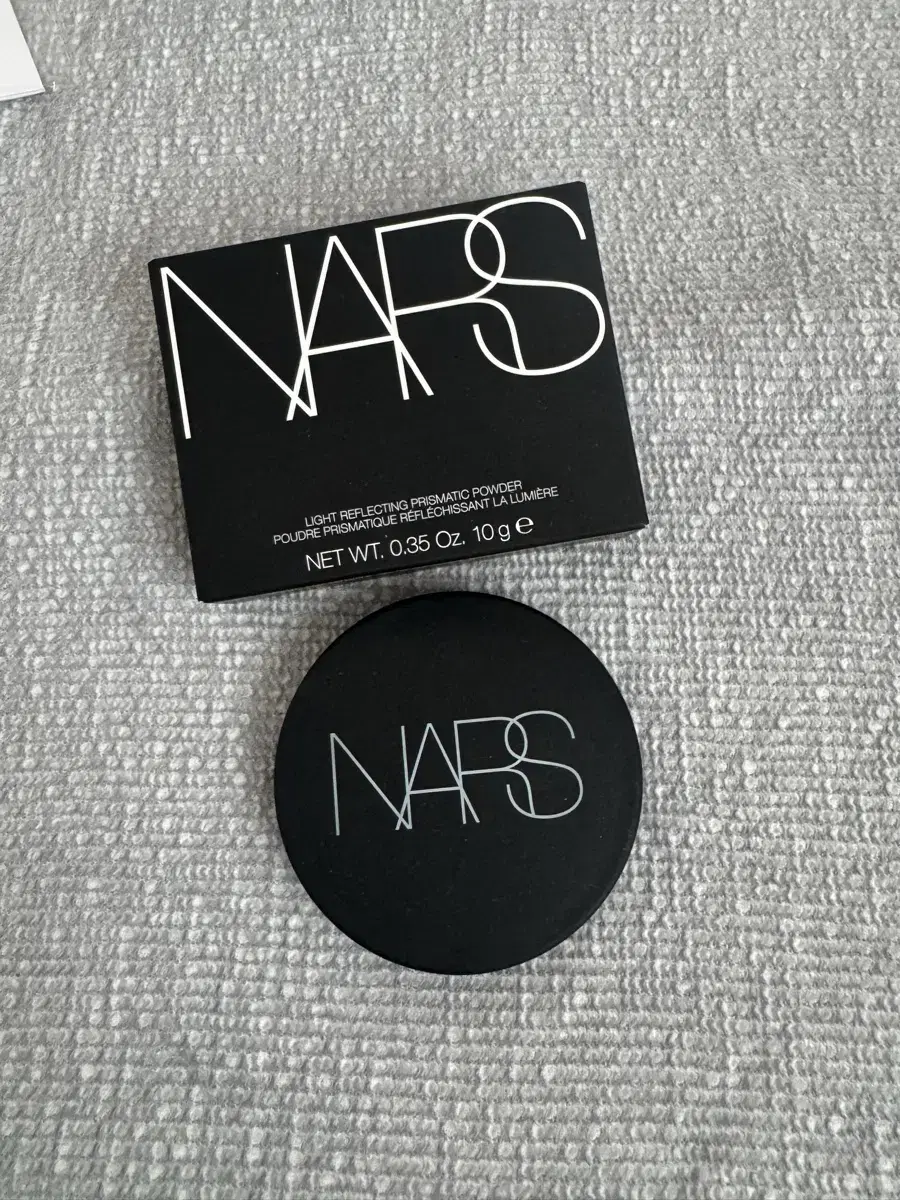 NARS
LIGHT REFLECTING PRISMATIC POWDER
POUDRE PRISMATIQUE RÉFLÉCHISSANT LA LUMIÈRE
NET WT. 0.35 Oz. 10 g ℮
NARS